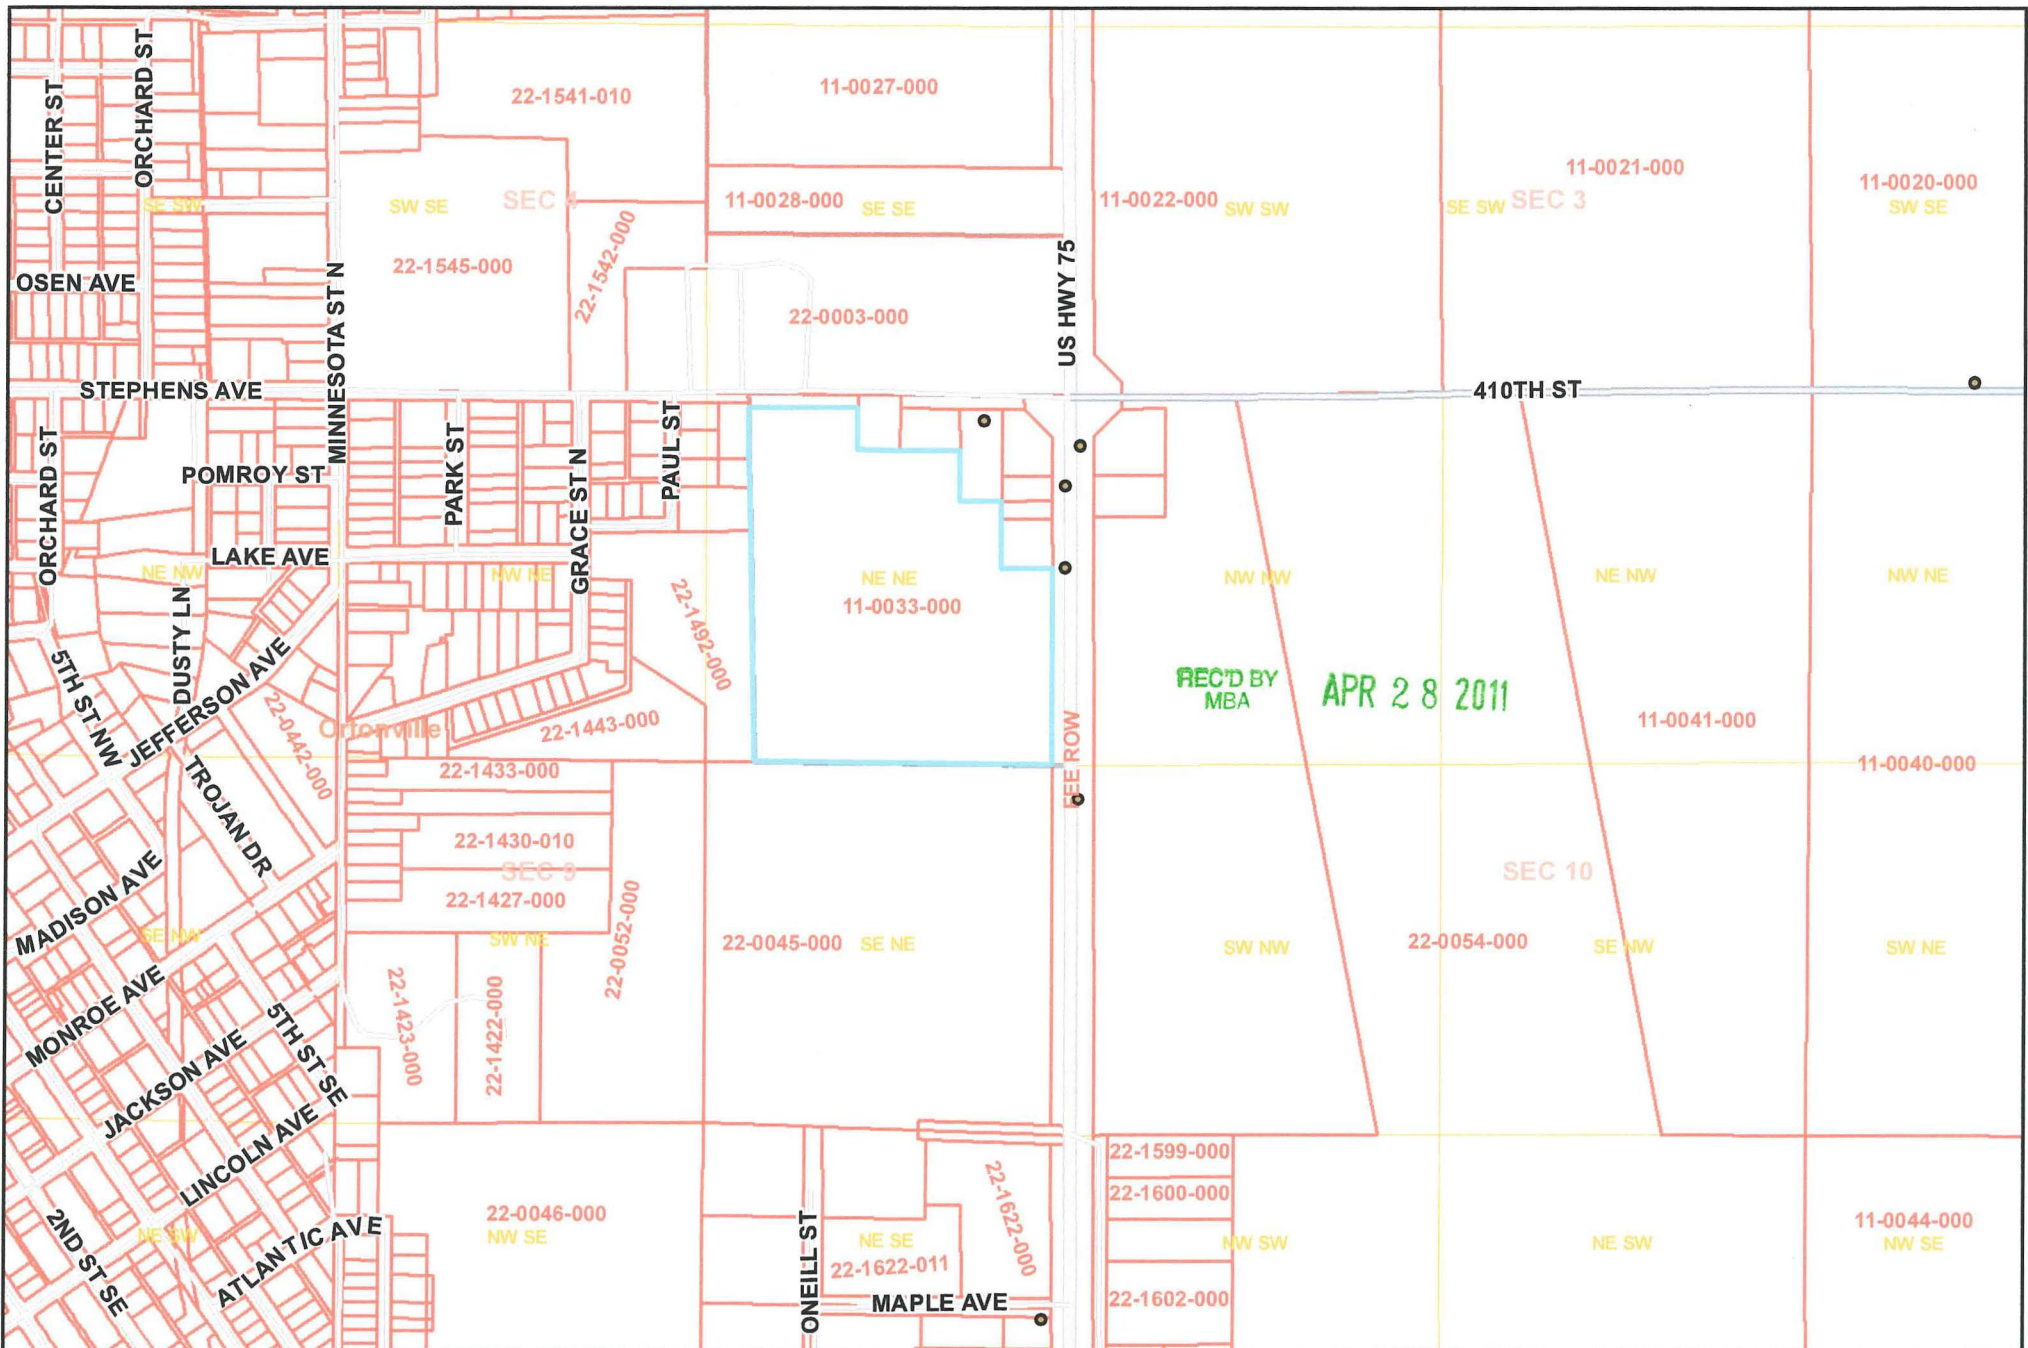 CENTER ST
ORCHARD ST
22-1541-010
11-0027-000
11-0021-000
11-0020-000
SW SE
SE SW
SW SE
SEC 4
11-0028-000
SE SE
11-0022-000
SW SW
SE SW
SEC 3
22-1545-000
22-1542-000
OSEN AVE
MINNESOTA ST N
22-0003-000
US HWY 75
STEPHENS AVE
410TH ST
ORCHARD ST
POMROY ST
PARK ST
GRACE ST N
PAUL ST
LAKE AVE
NE NW
NW NE
NE NE
11-0033-000
NW NW
NE NW
NW NE
DUSTY LN
22-1492-000
5TH ST NW
JEFFERSON AVE
22-0442-000
Ortonville
22-1443-000
REC'D BY
MBA
APR 28 2011
11-0041-000
FEE ROW
TROJAN DR
22-1433-000
11-0040-000
22-1430-010
SEC 9
SEC 10
MADISON AVE
22-1427-000
22-0052-000
SE NW
SW NE
22-0045-000
SE NE
SW NW
22-0054-000
SE NW
SW NE
MONROE AVE
22-1423-000
22-1422-000
JACKSON AVE
5TH ST SE
LINCOLN AVE
22-1599-000
22-1600-000
22-1622-000
2ND ST SE
NE SW
ATLANTIC AVE
22-0046-000
NW SE
ONEILL ST
NE SE
22-1622-011
NW SW
NE SW
11-0044-000
NW SE
MAPLE AVE
22-1602-000